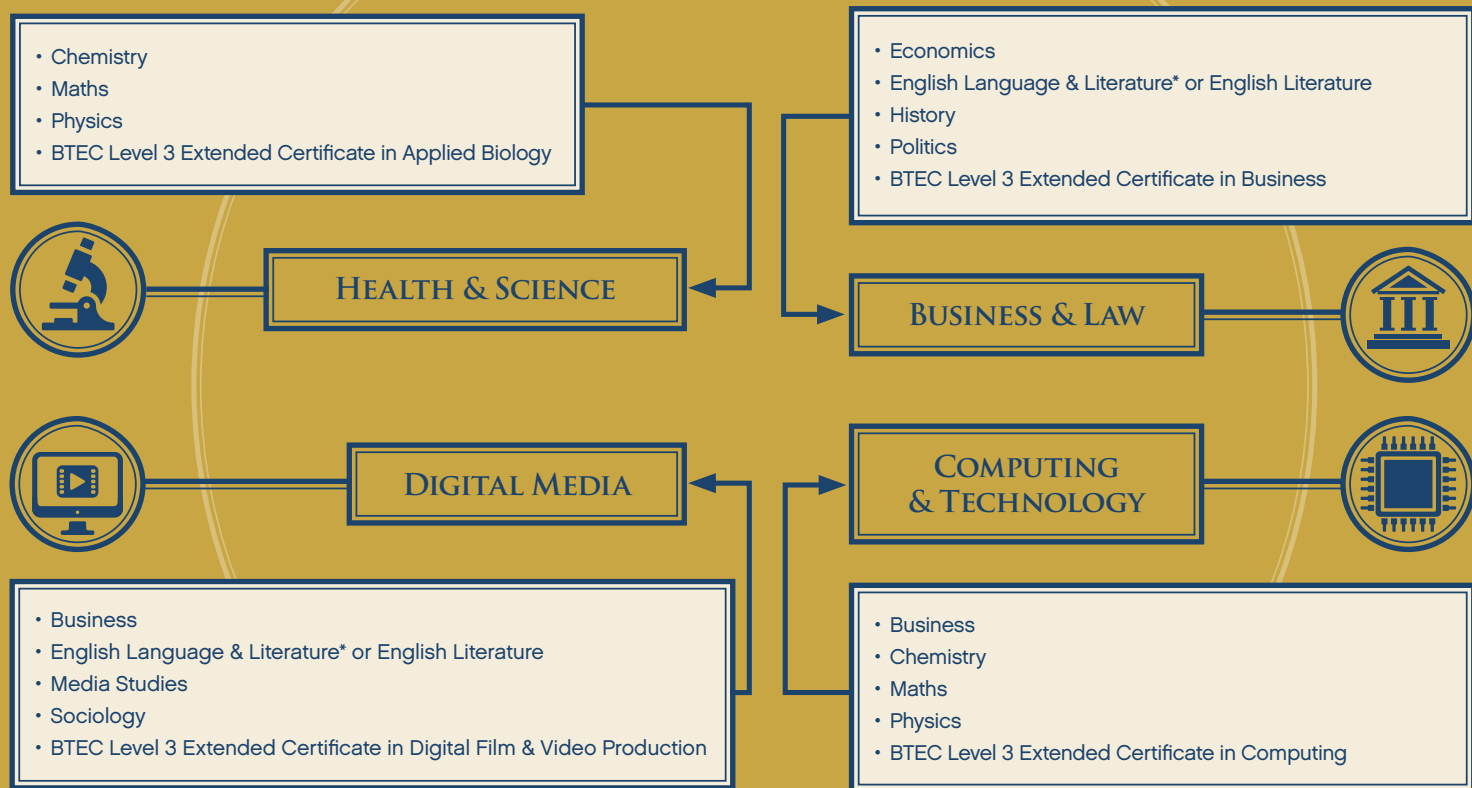 • Chemistry
• Maths
• Physics
• BTEC Level 3 Extended Certificate in Applied Biology
HEALTH & SCIENCE
• Economics
• English Language & Literature* or English Literature
• History
• Politics
• BTEC Level 3 Extended Certificate in Business
BUSINESS & LAW
DIGITAL MEDIA
• Business
• English Language & Literature* or English Literature
• Media Studies
• Sociology
• BTEC Level 3 Extended Certificate in Digital Film & Video Production
COMPUTING
& TECHNOLOGY
• Business
• Chemistry
• Maths
• Physics
• BTEC Level 3 Extended Certificate in Computing